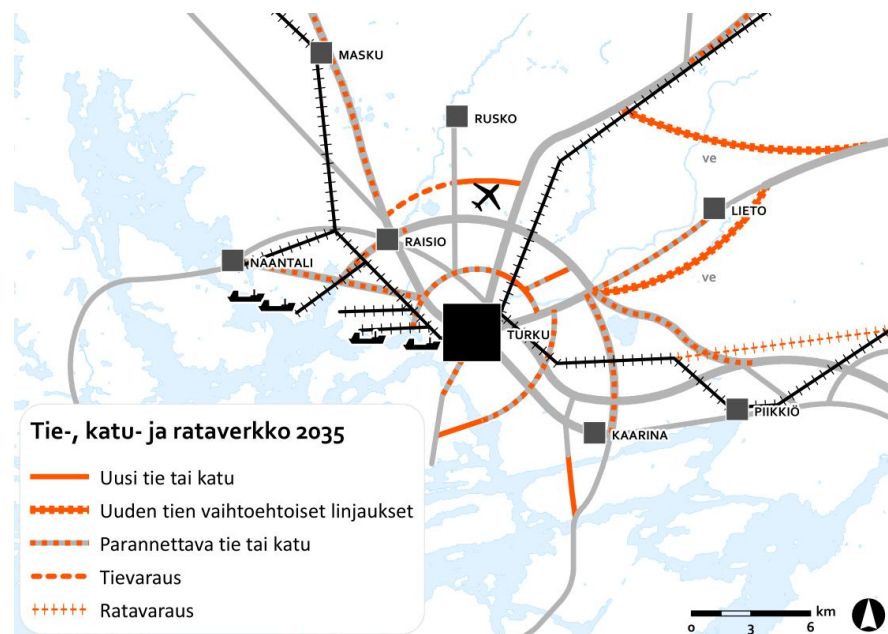 MASKU
RUSKO
ve
LIETO
RAISIO
NAANTALI
ve
TURKU
PIIKKIÖ
KAARINA
Tie-, katu- ja rataverkko 2035
Uusi tie tai katu
Uuden tien vaihtoehtoiset linjaukset
Parannettava tie tai katu
Tievaraus
Ratavaraus
km
0 3 6